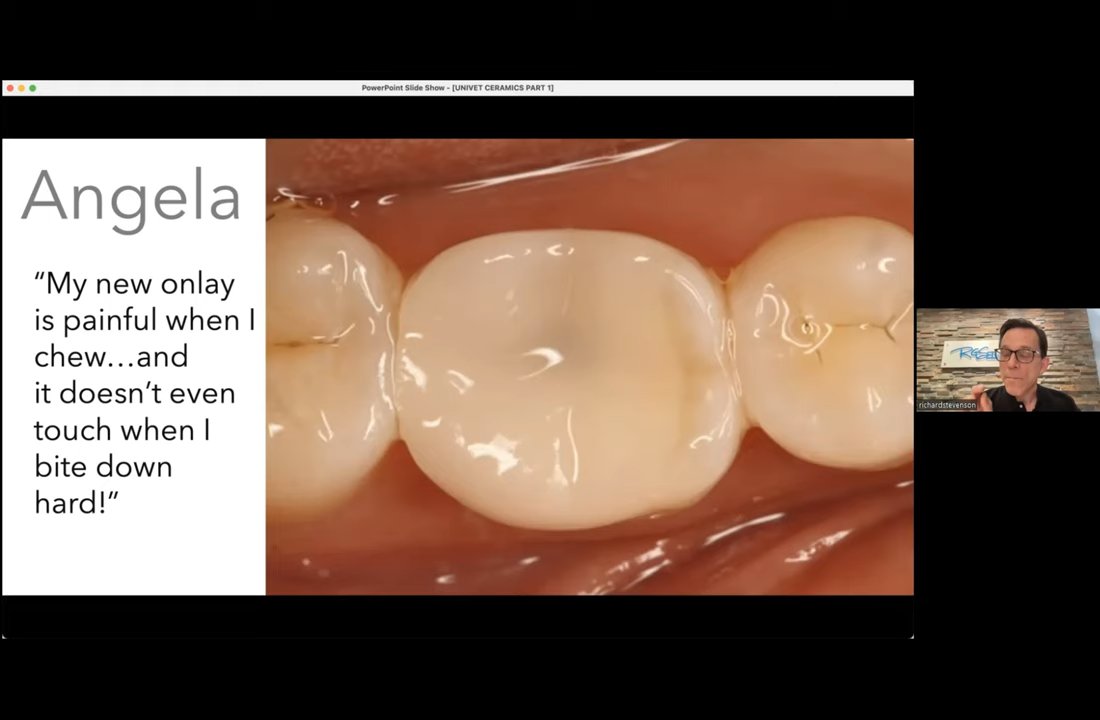 PowerPoint Slide Show - [UNIVET CERAMICS PART 1]
Angela
“My new onlay
is painful when I
chew…and
it doesn’t even
touch when I
bite down
hard!”
richardstevenson